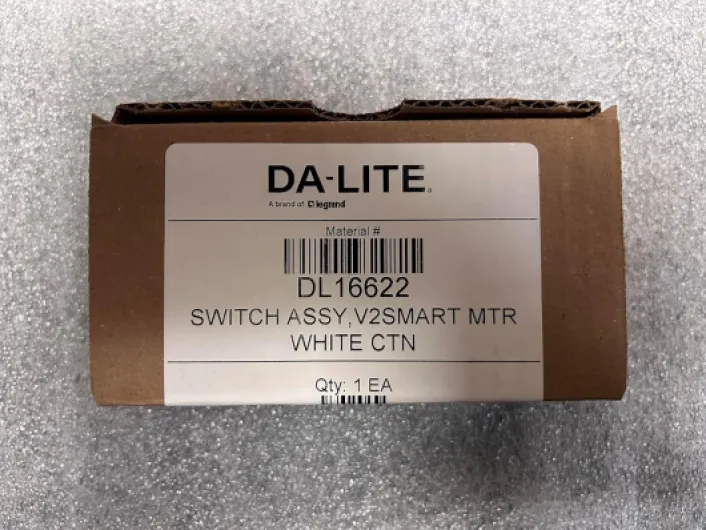 DA-LITE®
A brand of legrand
Material #
DL16622
SWITCH ASSY,V2SMART MTR
WHITE CTN
Qty: 1 EA